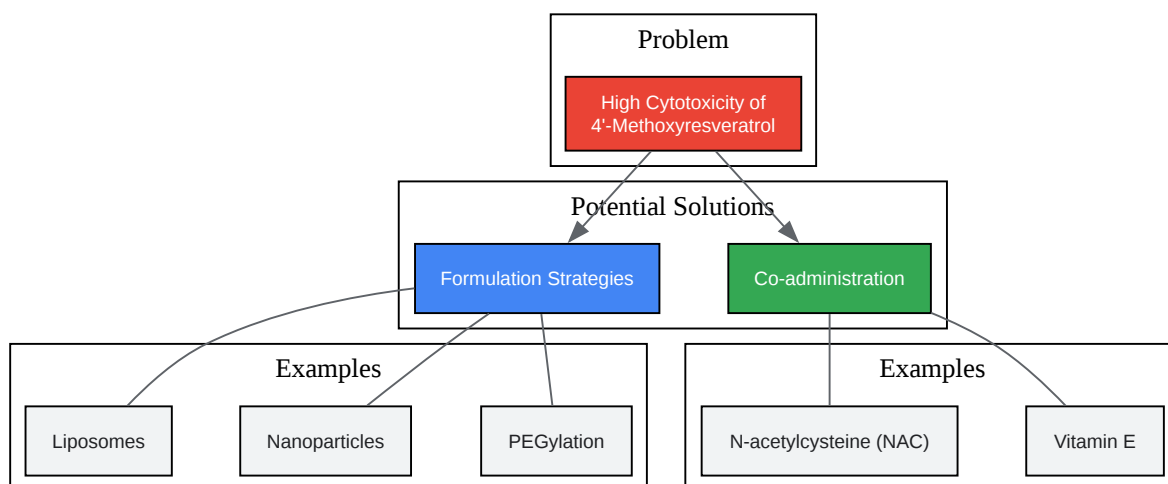 Problem
High Cytotoxicity of
4'-Methoxyresveratrol
Potential Solutions
Formulation Strategies
Co-administration
Examples
Examples
Liposomes
Nanoparticles
PEGylation
N-acetylcysteine (NAC)
Vitamin E